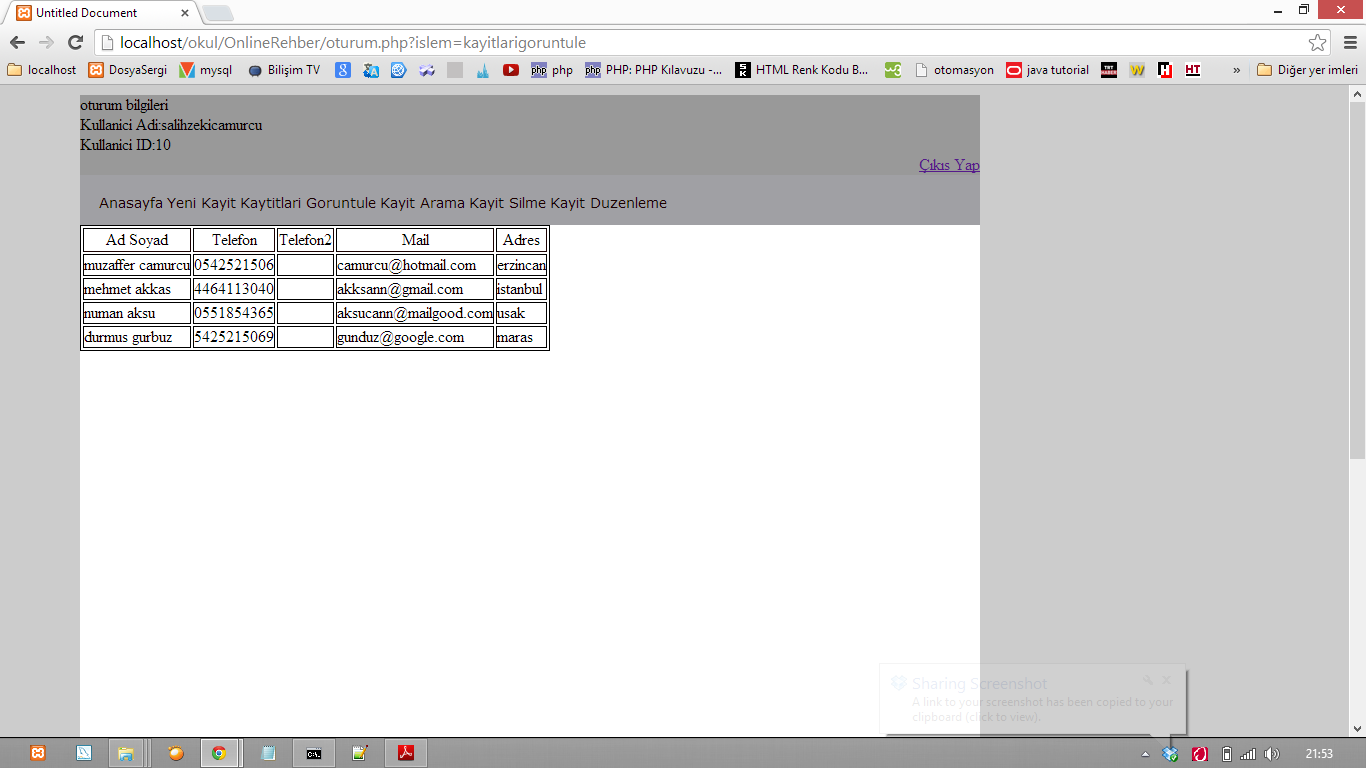 Untitled Document
localhost/okul/OnlineRehber/oturum.php?islem=kayitlarigoruntule
localhost DosyaSergi mysql Bilişim TV php PHP: PHP Kılavuzu -... HTML Renk Kodu B... otomasyon java tutorial » Diğer yer imleri
oturum bilgileri
Kullanici Adi:salihzekicamurcu
Kullanici ID:10
Çıkıs Yap
Anasayfa Yeni Kayit Kaytitlari Goruntule Kayit Arama Kayit Silme Kayit Duzenleme
Ad Soyad Telefon Telefon2 Mail Adres
muzaffer camurcu 0542521506 camurcu@hotmail.com erzincan
mehmet akkas 4464113040 akksann@gmail.com istanbul
numan aksu 0551854365 aksucann@mailgood.com usak
durmus gurbuz 5425215069 gunduz@google.com maras
Sharing Screenshot
A link to your screenshot has been copied to your
clipboard (click to view).
21:53